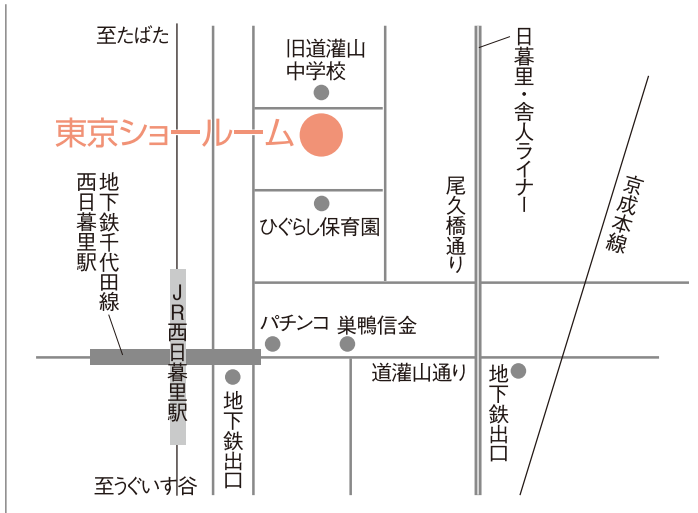 至たばた
旧道灌山
中学校
日暮里・舎人ライナー
東京ショールーム
京成本線
地下鉄千代田線
西日暮里駅
尾久橋通り
ひぐらし保育園
JR西日暮里駅
パチンコ
巣鴨信金
道灌山通り
地下鉄出口
地下鉄出口
至うぐいす谷